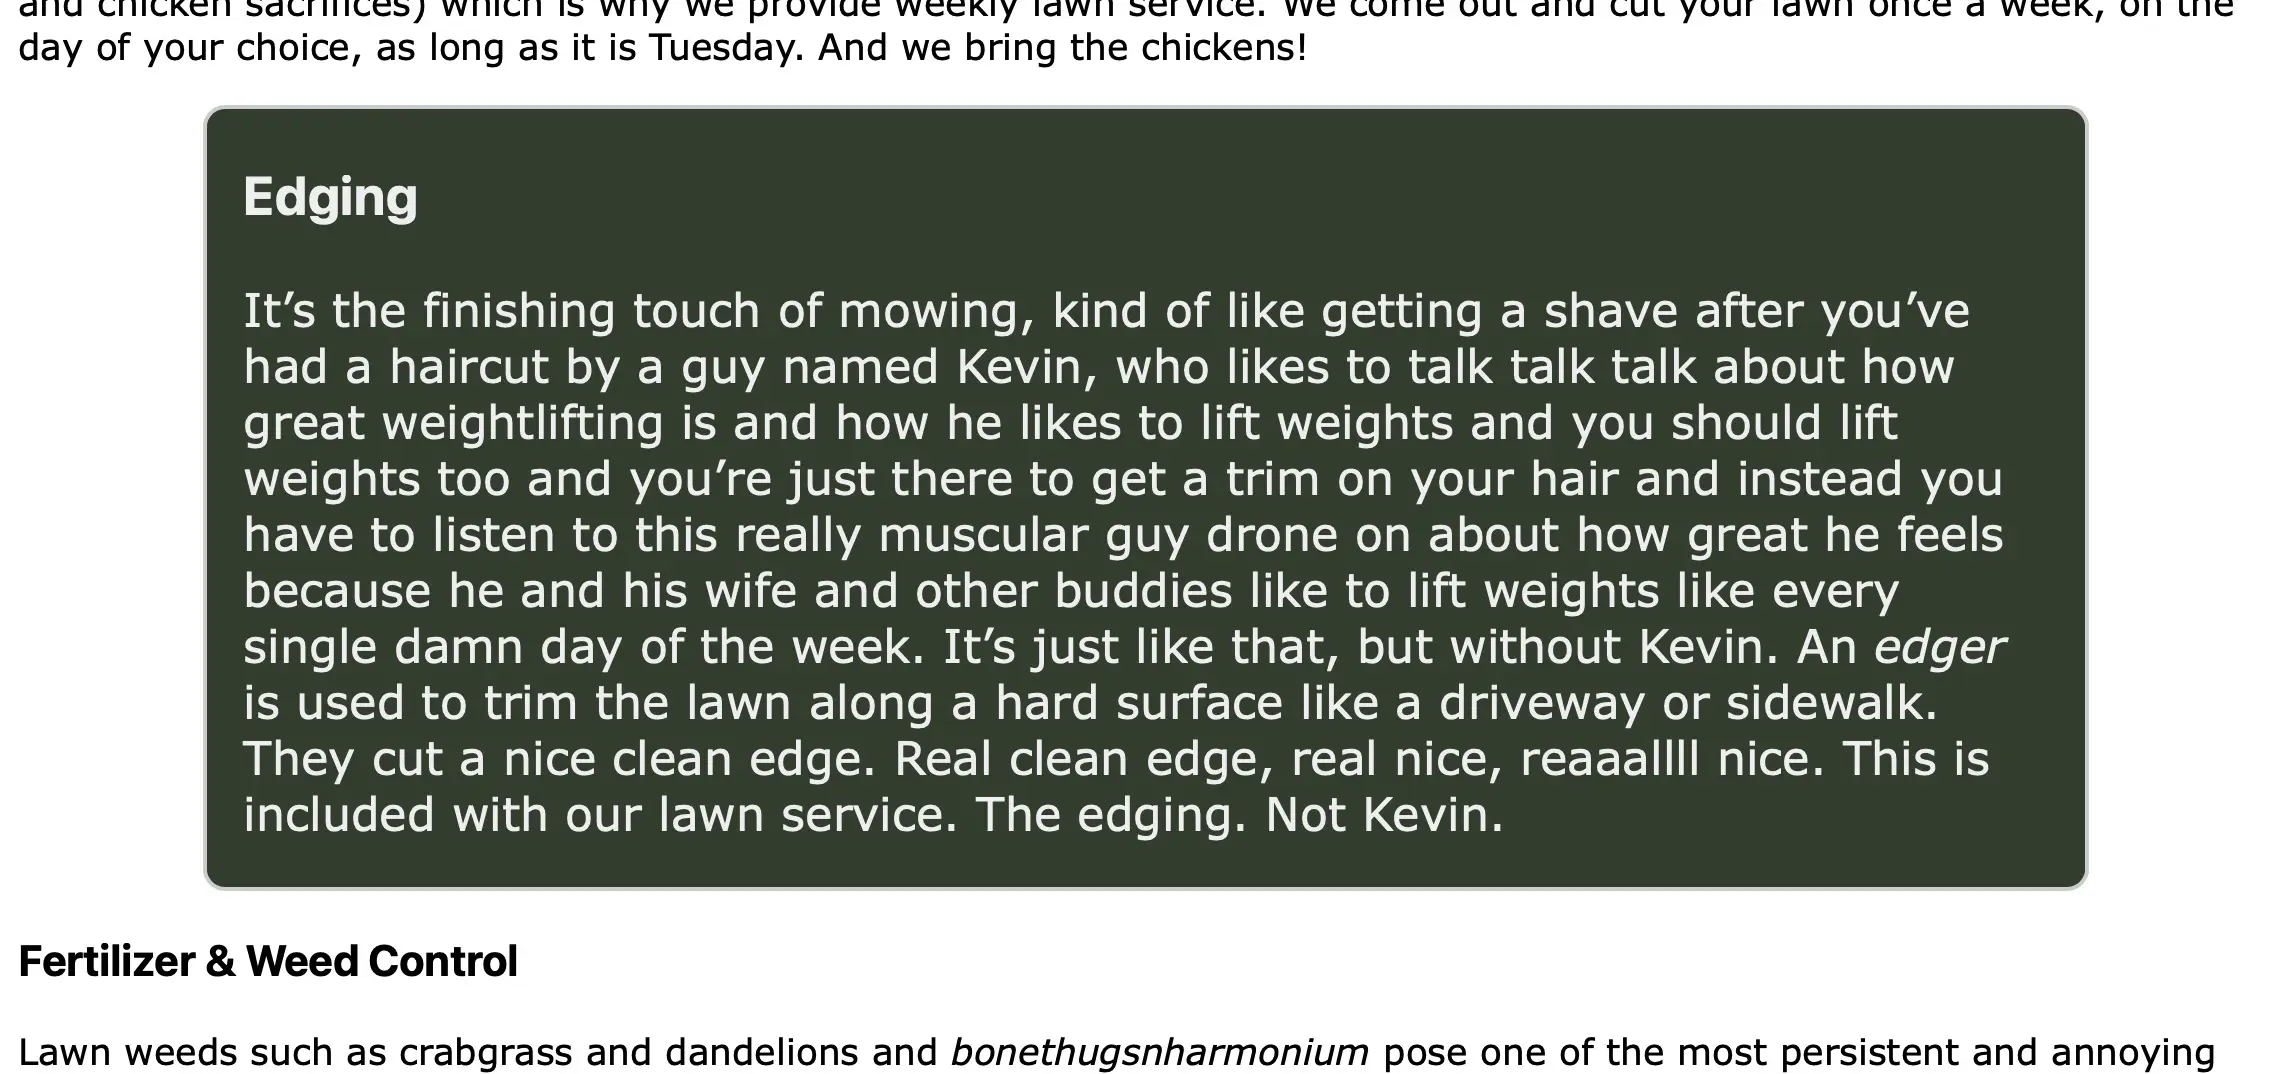 and chicken sacrifices) which is why we provide weekly lawn service. We come out and cut your lawn once a week, on the
day of your choice, as long as it is Tuesday. And we bring the chickens!
Edging
It’s the finishing touch of mowing, kind of like getting a shave after you’ve
had a haircut by a guy named Kevin, who likes to talk talk talk about how
great weightlifting is and how he likes to lift weights and you should lift
weights too and you’re just there to get a trim on your hair and instead you
have to listen to this really muscular guy drone on about how great he feels
because he and his wife and other buddies like to lift weights like every
single damn day of the week. It’s just like that, but without Kevin. An edger
is used to trim the lawn along a hard surface like a driveway or sidewalk.
They cut a nice clean edge. Real clean edge, real nice, reaaallll nice. This is
included with our lawn service. The edging. Not Kevin.
Fertilizer & Weed Control
Lawn weeds such as crabgrass and dandelions and bonethugsnharmonium pose one of the most persistent and annoying